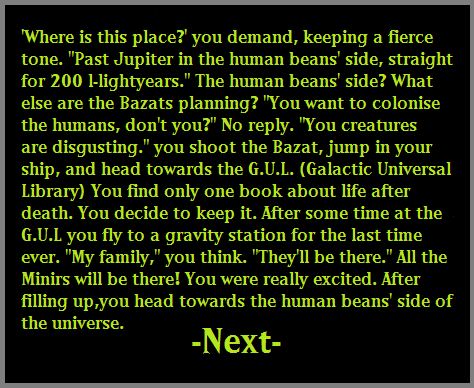 'Where is this place?' you demand, keeping a fierce
tone. "Past Jupiter in the human beans' side, straight
for 200 l-lightyears." The human beans' side? What
else are the Bazats planning? "You want to colonise
the humans, don't you?" No reply. "You creatures
are disgusting." you shoot the Bazat, jump in your
ship, and head towards the G.U.L. (Galactic Universal
Library) You find only one book about life after
death. You decide to keep it. After some time at the
G.U.L you fly to a gravity station for the last time
ever. "My family," you think. "They'll be there." All the
Minirs will be there! You were really excited. After
filling up,you head towards the human beans' side of
the universe.
-Next-